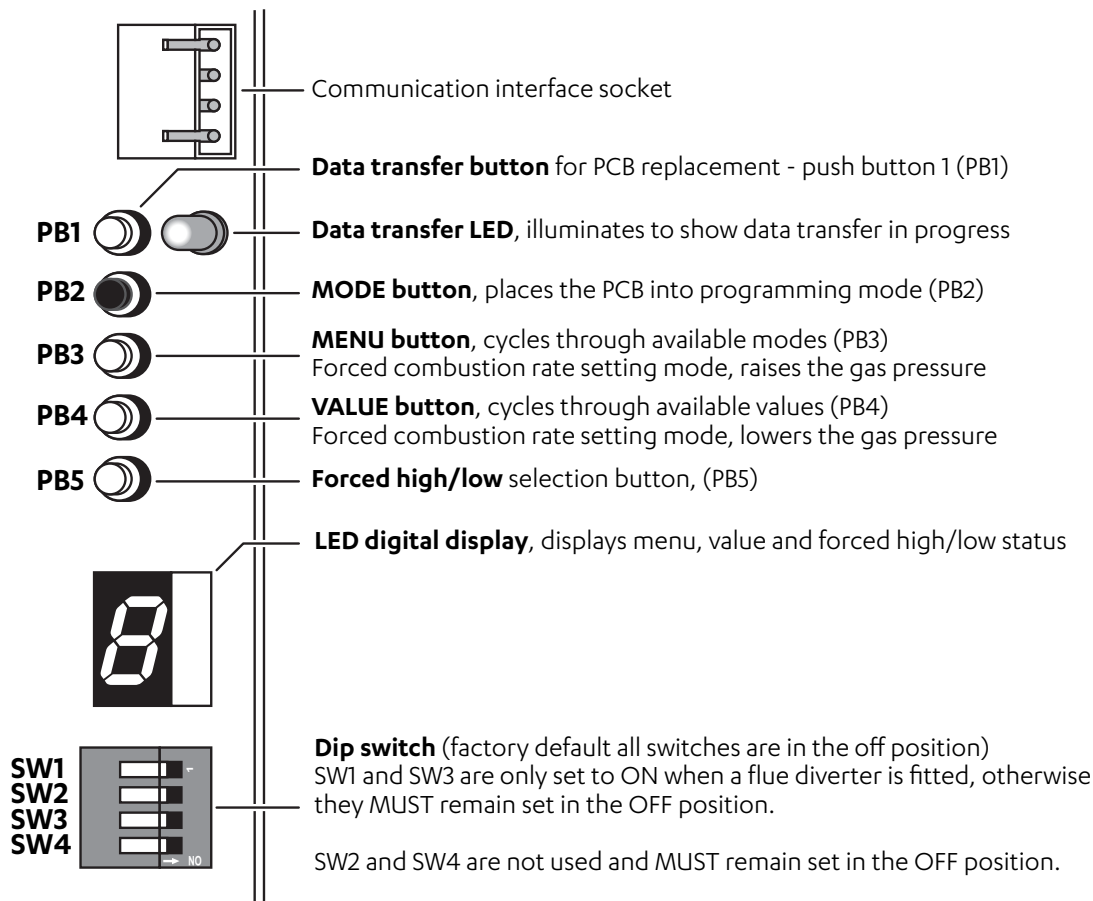 Communication interface socket
Data transfer button for PCB replacement - push button 1 (PB1)
PB1
Data transfer LED, illuminates to show data transfer in progress
PB2
MODE button, places the PCB into programming mode (PB2)
PB3
MENU button, cycles through available modes (PB3)
Forced combustion rate setting mode, raises the gas pressure
PB4
VALUE button, cycles through available values (PB4)
Forced combustion rate setting mode, lowers the gas pressure
PB5
Forced high/low selection button, (PB5)
LED digital display, displays menu, value and forced high/low status
8
SW1
SW2
SW3
SW4
1
→ ON
Dip switch (factory default all switches are in the off position)
SW1 and SW3 are only set to ON when a flue diverter is fitted, otherwise
they MUST remain set in the OFF position.
SW2 and SW4 are not used and MUST remain set in the OFF position.